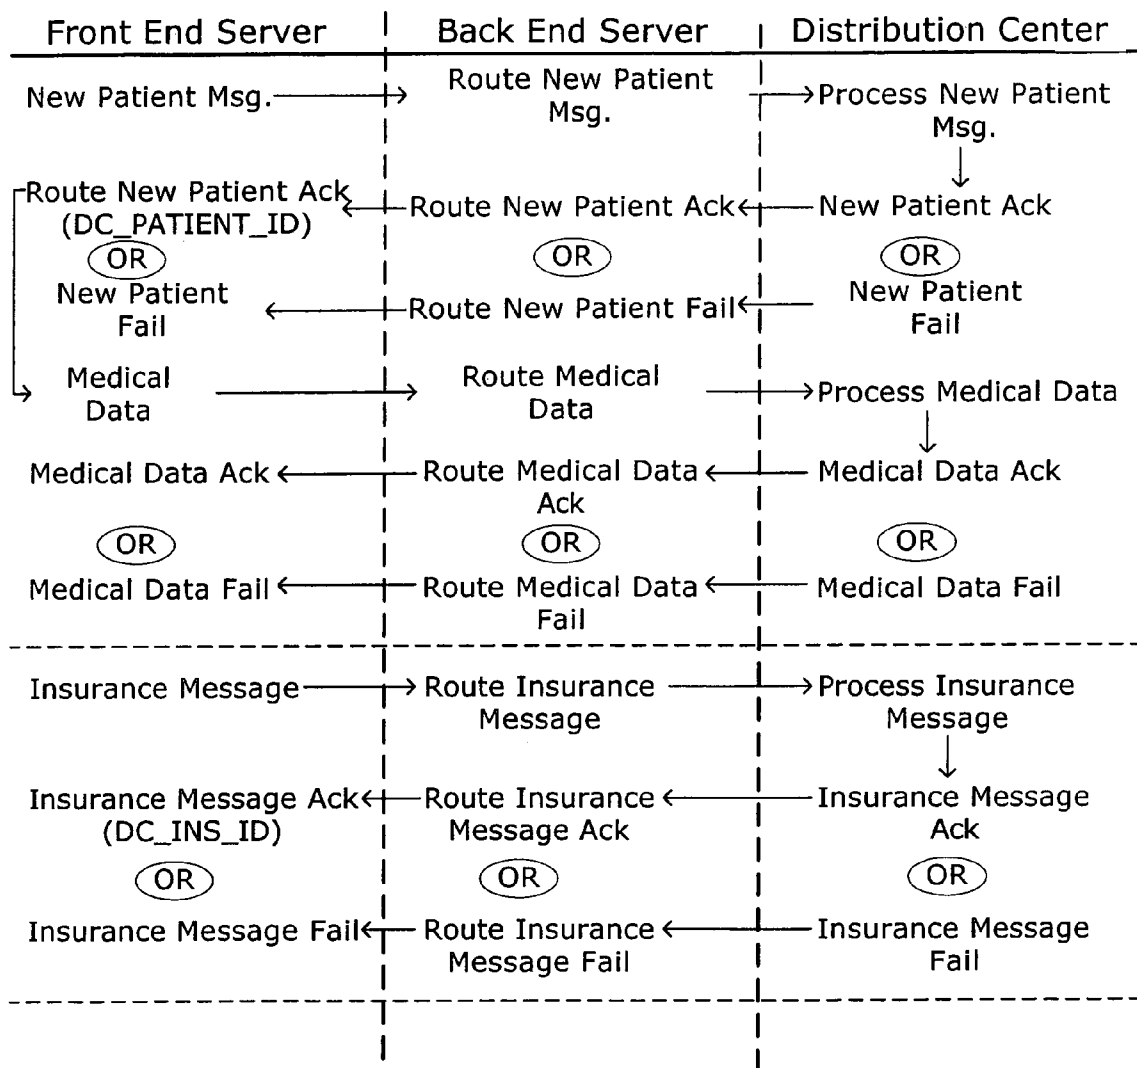 Front End Server
Back End Server
Distribution Center
New Patient Msg.
Route New Patient
Msg.
Process New Patient
Msg.
Route New Patient Ack
(DC_PATIENT_ID)
Route New Patient Ack
New Patient Ack
OR
OR
OR
New Patient
Fail
Route New Patient Fail
New Patient
Fail
Medical
Data
Route Medical
Data
Process Medical Data
Medical Data Ack
Route Medical Data
Ack
Medical Data Ack
OR
OR
OR
Medical Data Fail
Route Medical Data
Fail
Medical Data Fail
Insurance Message
Route Insurance
Message
Process Insurance
Message
Insurance Message Ack
(DC_INS_ID)
Route Insurance
Message Ack
Insurance Message
Ack
OR
OR
OR
Insurance Message Fail
Route Insurance
Message Fail
Insurance Message
Fail